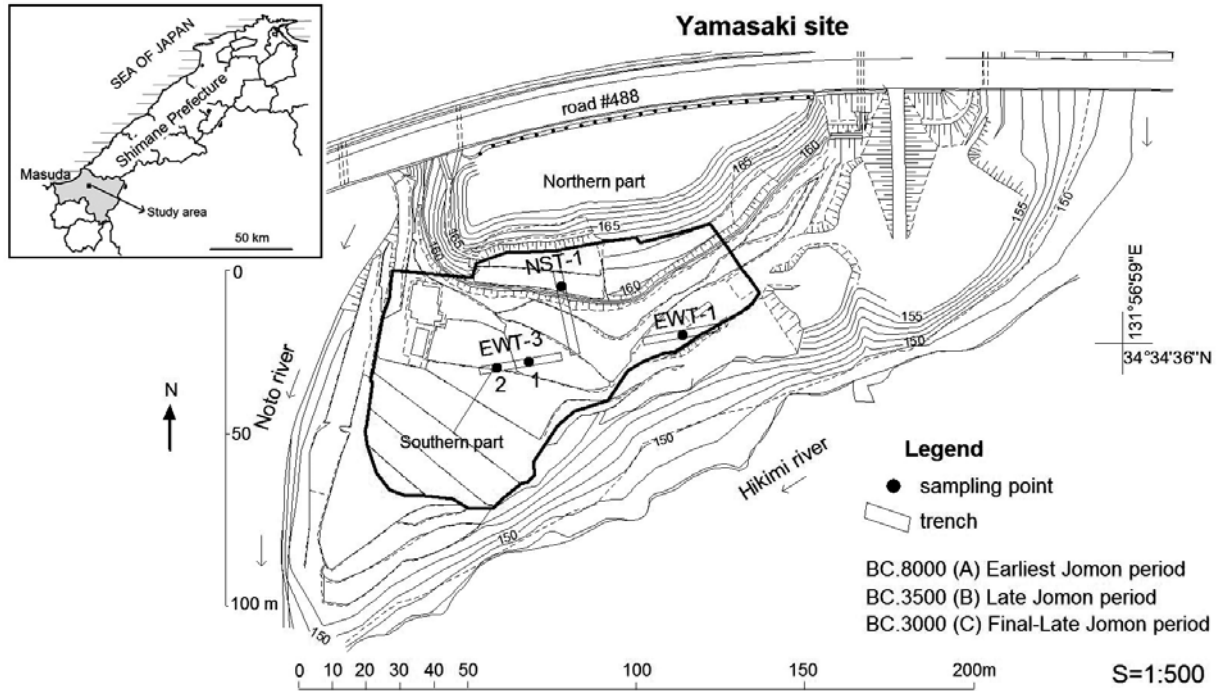 Yamasaki site
SEA OF JAPAN
Shimane Prefecture
Masuda
Study area
50 km
road #488
Northern part
165
160
165
165
160
155
150
NST-1
160
EWT-1
EWT-3
2
1
155
150
131°56'59"E
34°34'36"N
0
50
100 m
N
Noto river
Southern part
150
Hikimi river
150
150
Legend
sampling point
trench
BC.8000 (A) Earliest Jomon period
BC.3500 (B) Late Jomon period
BC.3000 (C) Final-Late Jomon period
0 10 20 30 40 50 100 150 200m
S=1:500